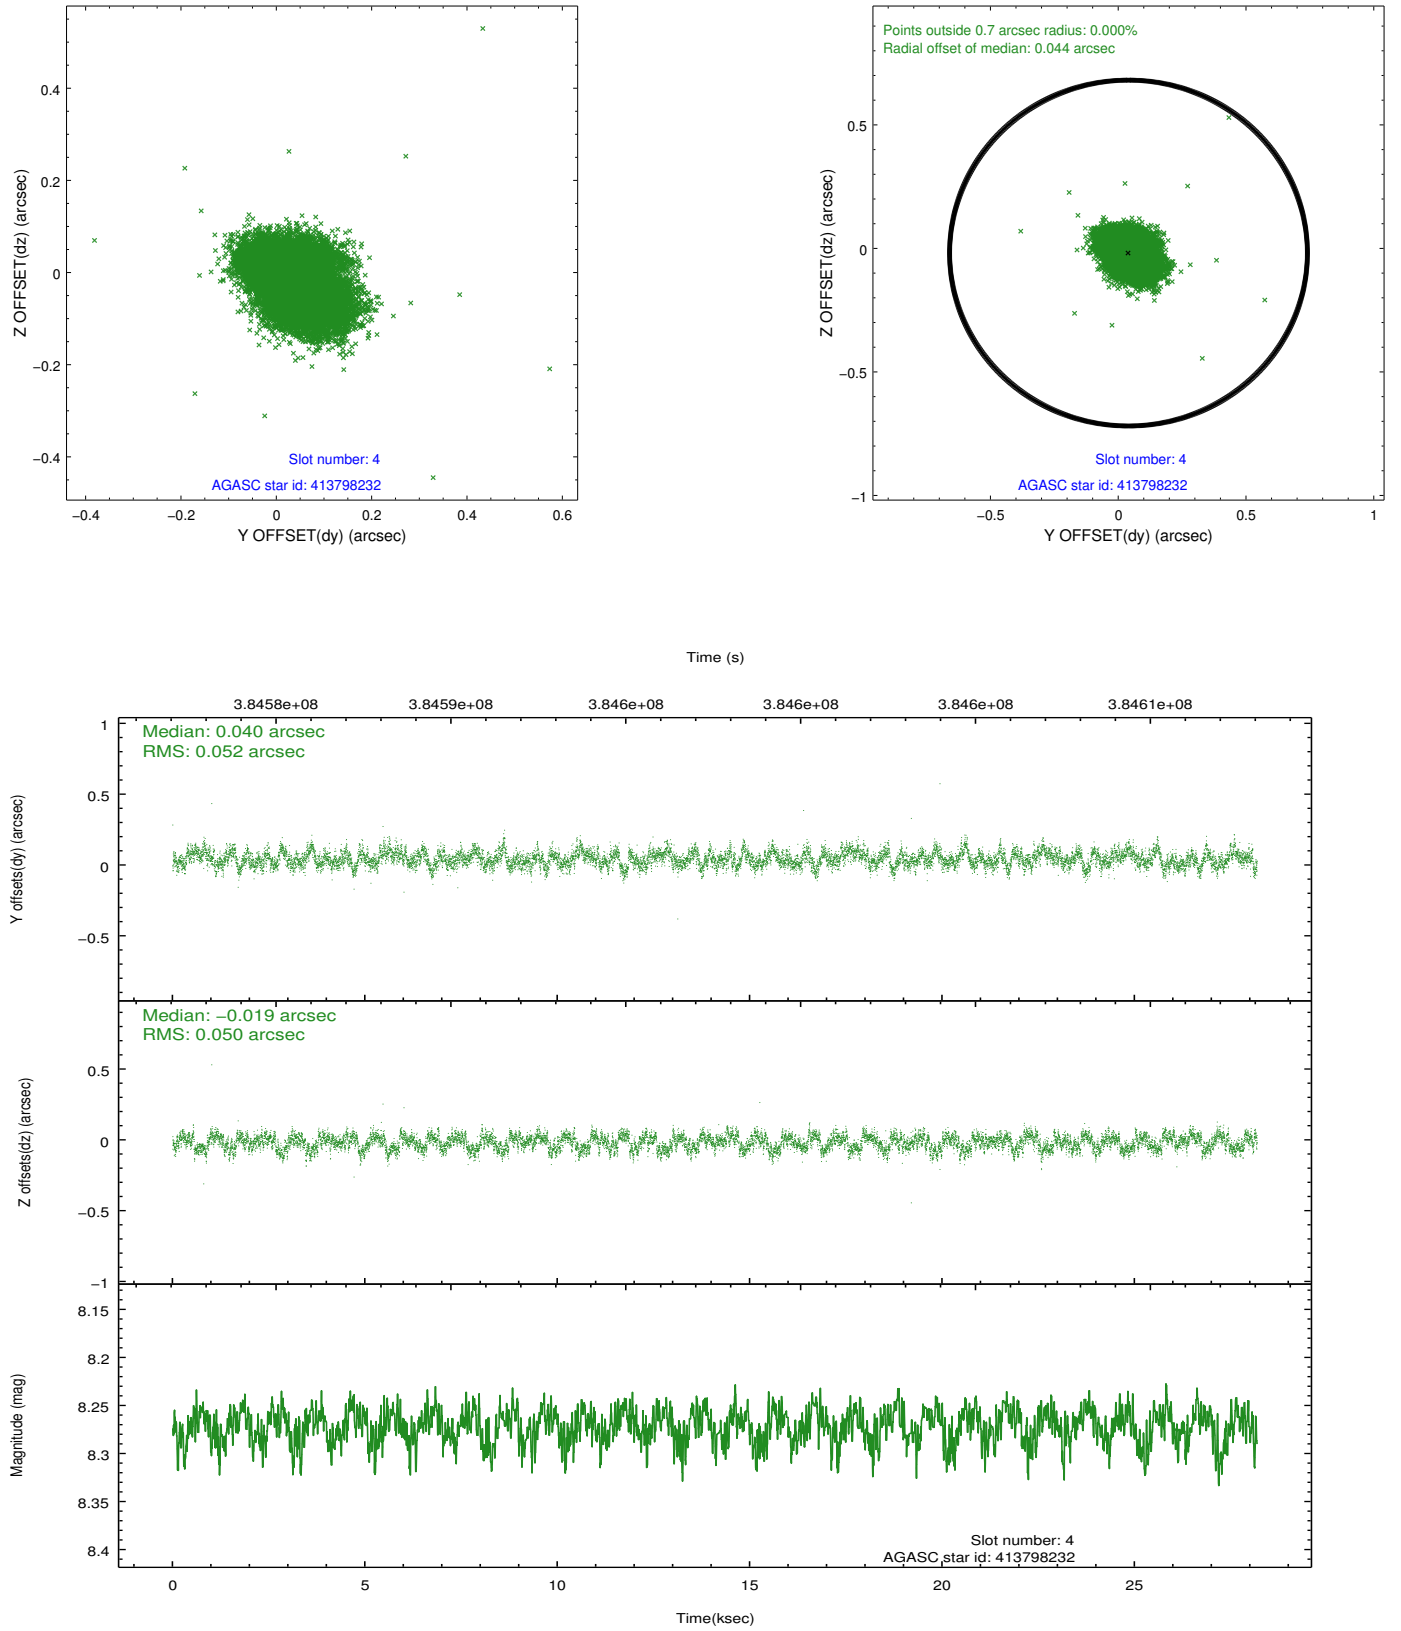 0.4
0.2
0
−0.2
−0.4
Z OFFSET(dz) (arcsec)
Slot number: 4
AGASC star id: 413798232
−0.4 −0.2 0 0.2 0.4 0.6
Y OFFSET(dy) (arcsec)
Points outside 0.7 arcsec radius: 0.000%
Radial offset of median: 0.044 arcsec
0.5
0
−0.5
−1
Z OFFSET(dz) (arcsec)
Slot number: 4
AGASC star id: 413798232
−0.5 0 0.5 1
Y OFFSET(dy) (arcsec)
Time (s)
3.8458e+08 3.8459e+08 3.846e+08 3.846e+08 3.846e+08 3.8461e+08
Median: 0.040 arcsec
RMS: 0.052 arcsec
1
0.5
0
−0.5
Y offsets(dy) (arcsec)
Median: −0.019 arcsec
RMS: 0.050 arcsec
0.5
0
−0.5
−1
Z offsets(dz) (arcsec)
8.15
8.2
8.25
8.3
8.35
8.4
Magnitude (mag)
Slot number: 4
AGASC star id: 413798232
0 5 10 15 20 25
Time(ksec)